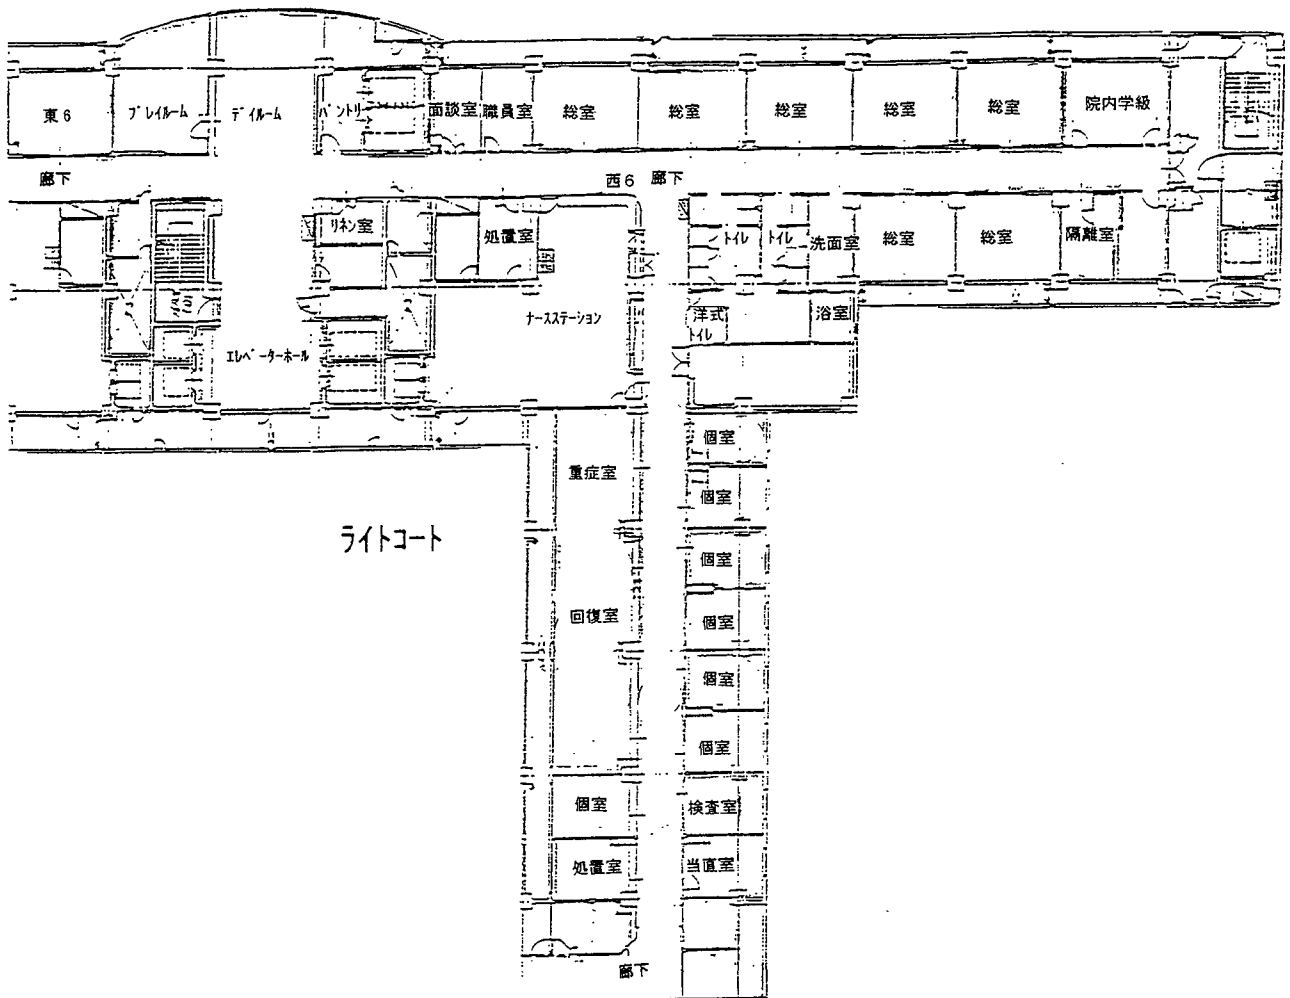 東6
プレイルーム
デイルーム
パントリ
面談室
職員室
総室
総室
総室
総室
総室
院内学級
廊下
西6 廊下
リネン室
処置室
トイレ
トイレ
洗面室
総室
総室
隔離室
ナースステーション
洋式
トイレ
浴室
エレベーターホール
個室
重症室
個室
ライトコート
個室
回復室
個室
個室
個室
個室
検査室
処置室
当直室
廊下